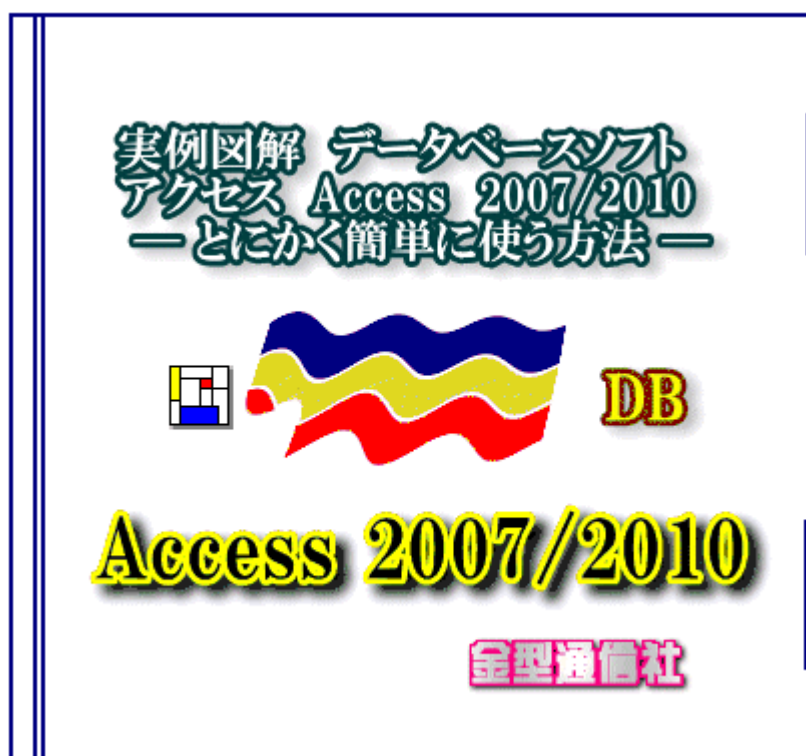 実例図解　データベースソフト
アクセス　Access　2007/2010
― とにかく簡単に使う方法 ―
DB
Access 2007/2010
金型通信社